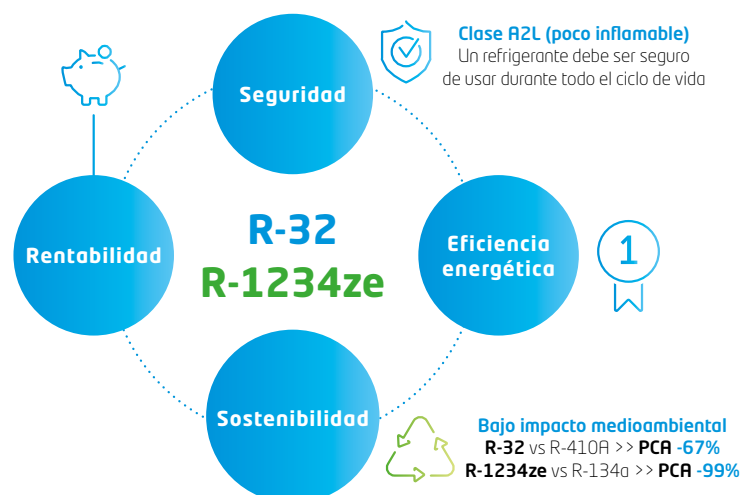 Clase A2L (poco inflamable)
Un refrigerante debe ser seguro
de usar durante todo el ciclo de vida
Seguridad
Rentabilidad
R-32
R-1234ze
Eficiencia
energética
1
Sostenibilidad
Bajo impacto medioambiental
R-32 vs R-410A >> PCA -67%
R-1234ze vs R-134a >> PCA -99%